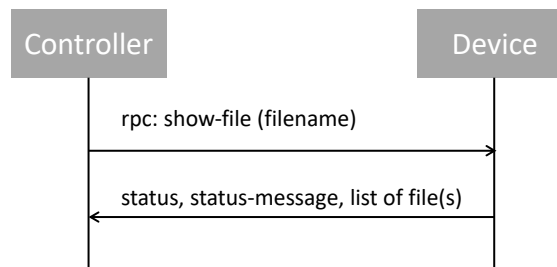 Controller
Device
rpc: show-file (filename)
status, status-message, list of file(s)